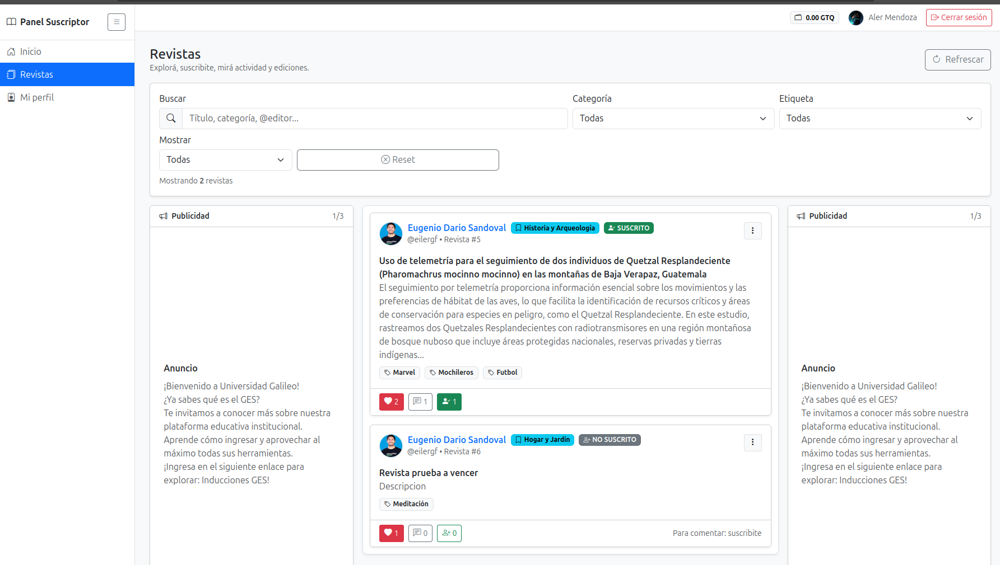 Panel Suscriptor
0.00 GTQ
Aler Mendoza
Cerrar sesión
Inicio
Revistas
Mi perfil
Revistas
Explorá, suscribite, mirá actividad y ediciones.
Refrescar
Buscar
Título, categoría, @editor...
Categoría
Todas
Etiqueta
Todas
Mostrar
Todas
Reset
Mostrando 2 revistas
Publicidad 1/3
Anuncio
¡Bienvenido a Universidad Galileo!
¿Ya sabes qué es el GES?
Te invitamos a conocer más sobre nuestra
plataforma educativa institucional.
Aprende cómo ingresar y aprovechar al
máximo todas sus herramientas.
¡Ingresa en el siguiente enlace para
explorar: Inducciones GES!
Eugenio Dario Sandoval Historia y Arqueología SUSCRITO
@eilergf • Revista #5
Uso de telemetría para el seguimiento de dos individuos de Quetzal Resplandeciente
(Pharomachrus mocinno mocinno) en las montañas de Baja Verapaz, Guatemala
El seguimiento por telemetría proporciona información esencial sobre los movimientos y las
preferencias de hábitat de las aves, lo que facilita la identificación de recursos críticos y áreas
de conservación para especies en peligro, como el Quetzal Resplandeciente. En este estudio,
rastreamos dos Quetzales Resplandecientes con radiotransmisores en una región montañosa
de bosque nuboso que incluye áreas protegidas nacionales, reservas privadas y tierras
indígenas...
Marvel Mochileros Futbol
2 1 1
Eugenio Dario Sandoval Hogar y Jardín NO SUSCRITO
@eilergf • Revista #6
Revista prueba a vencer
Descripcion
Meditación
1 0 0 Para comentar: suscribite
Publicidad 1/3
Anuncio
¡Bienvenido a Universidad Galileo!
¿Ya sabes qué es el GES?
Te invitamos a conocer más sobre nuestra
plataforma educativa institucional.
Aprende cómo ingresar y aprovechar al
máximo todas sus herramientas.
¡Ingresa en el siguiente enlace para
explorar: Inducciones GES!